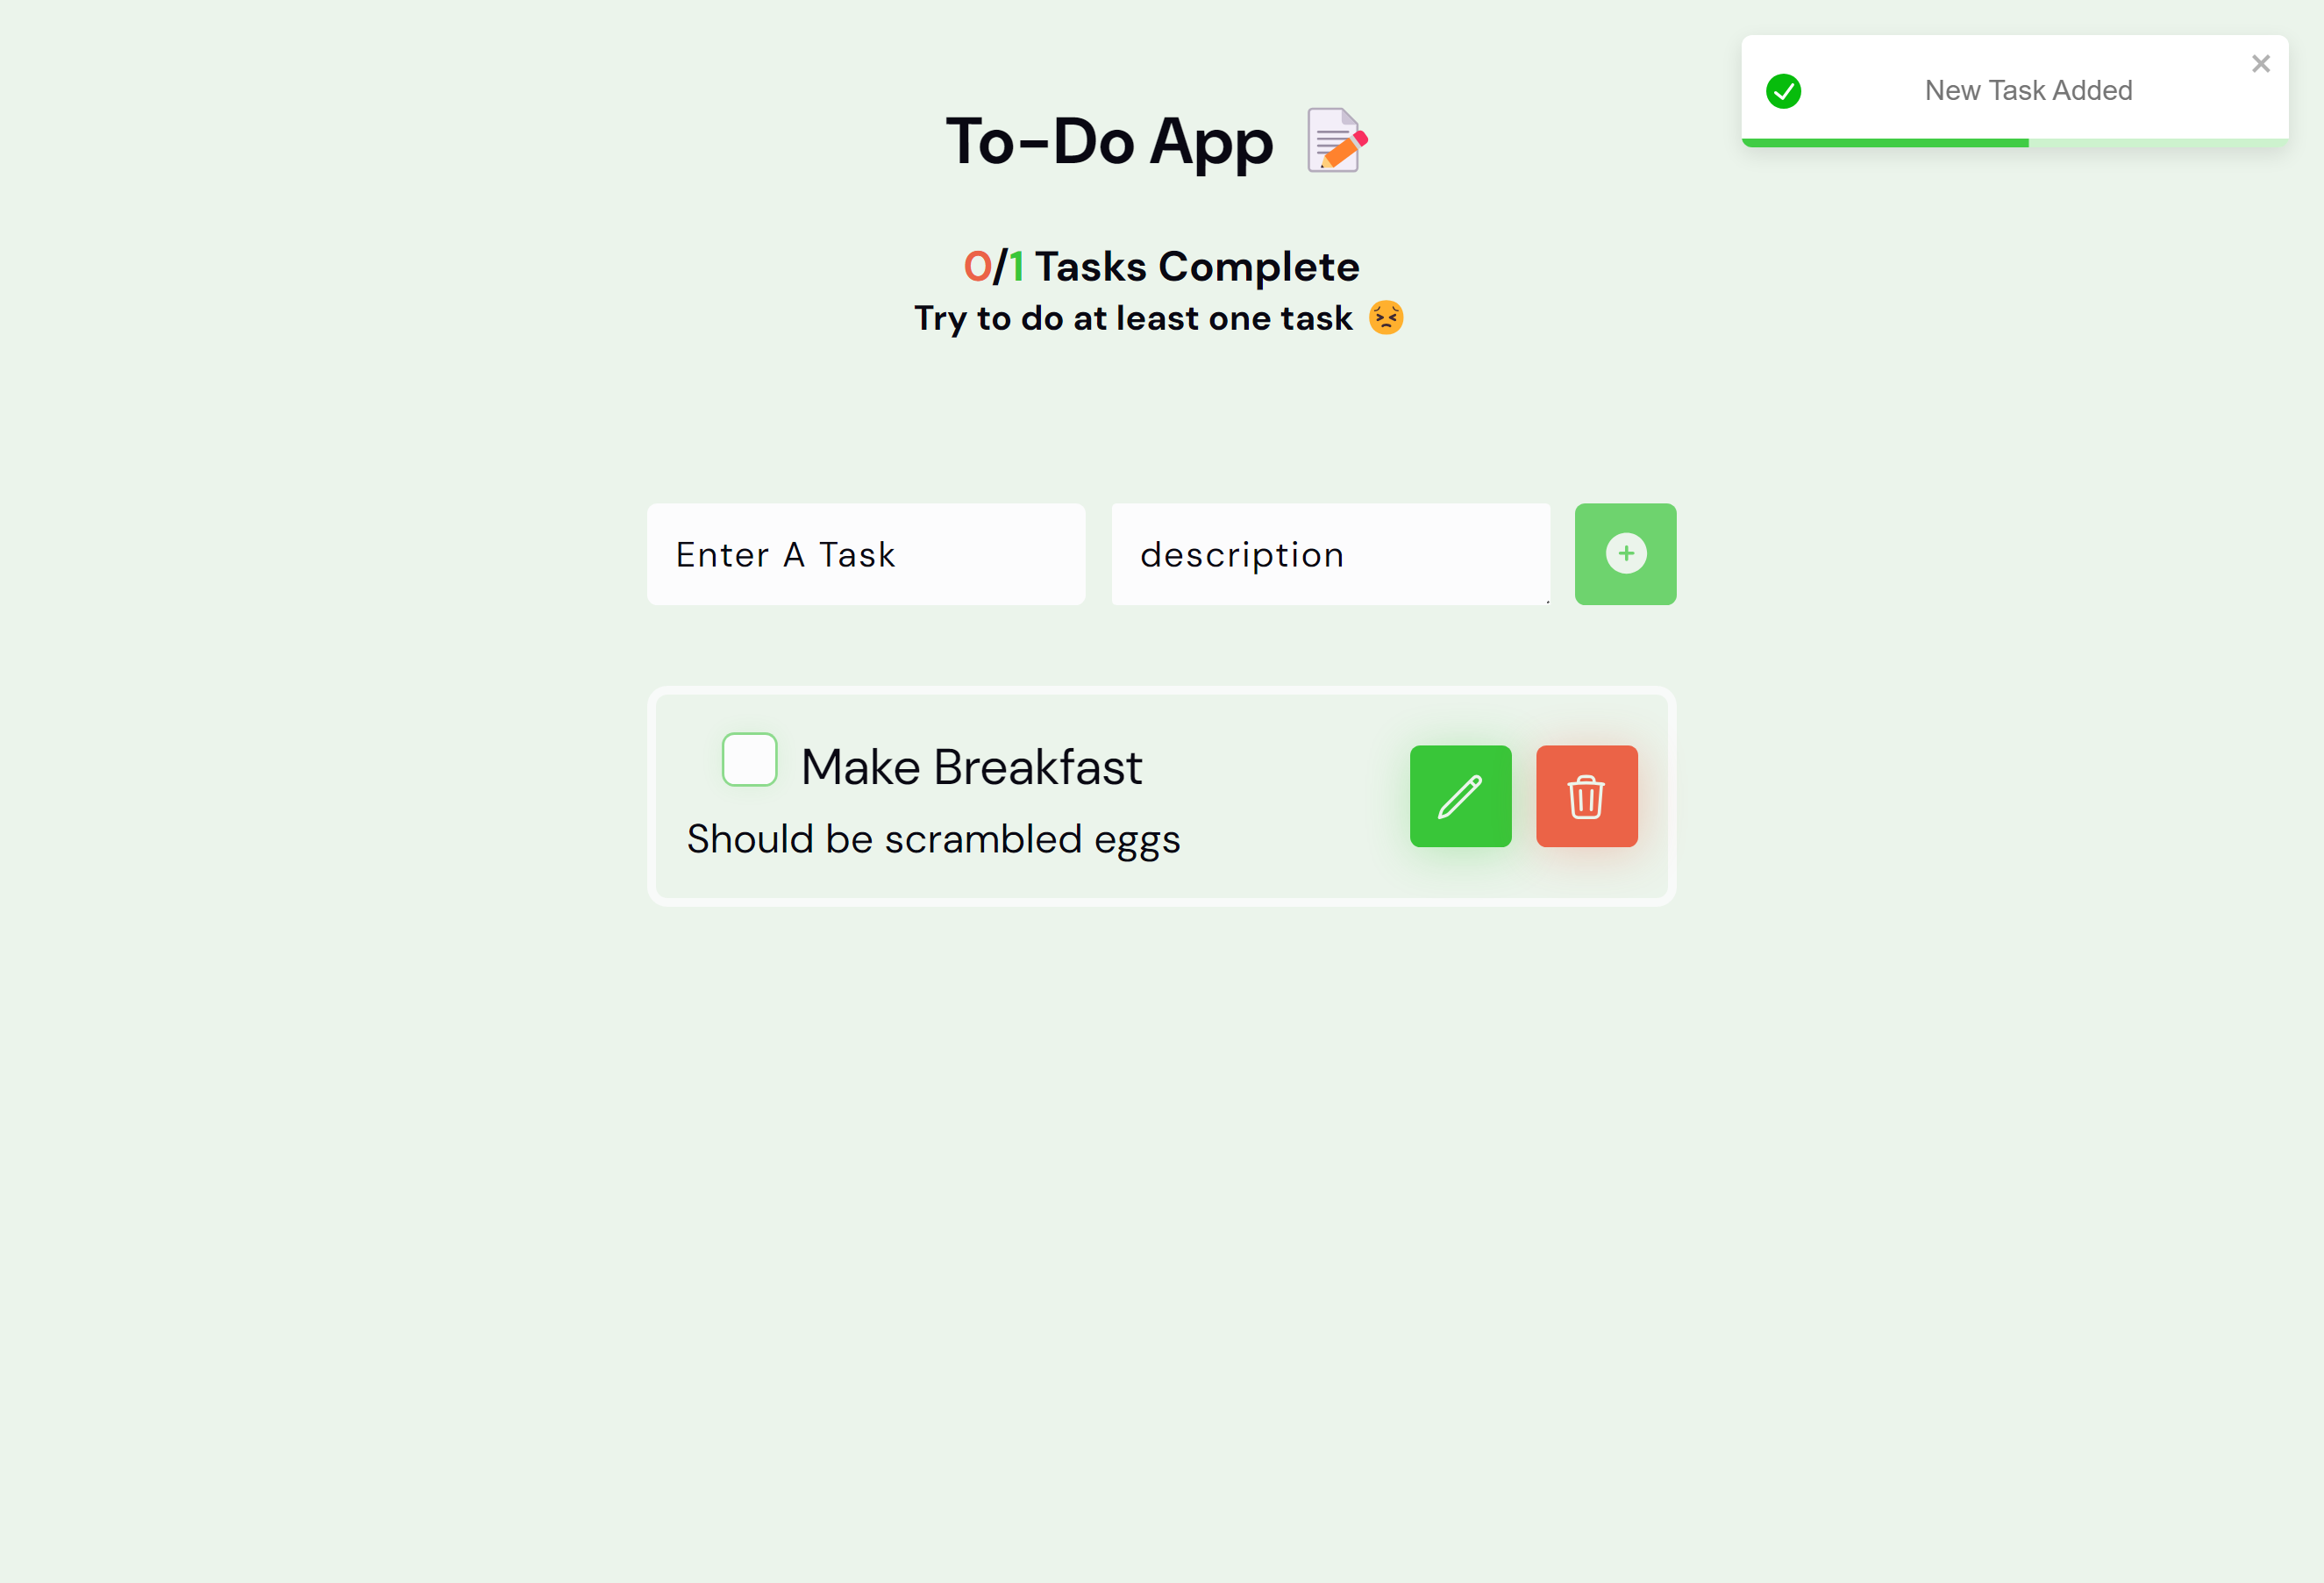 New Task Added
To-Do App
0/1 Tasks Complete
Try to do at least one task
Enter A Task
description
Make Breakfast
Should be scrambled eggs